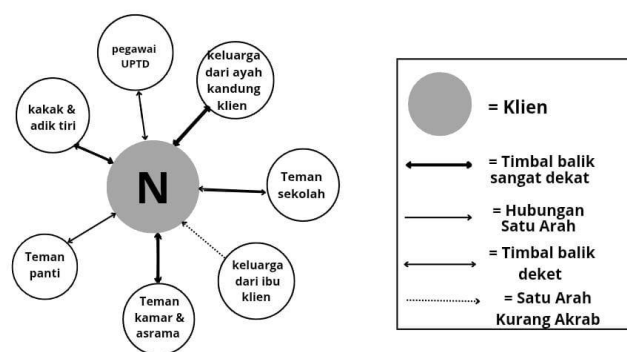 pegawai
UPTD
keluarga
dari ayah
kandung
klien
kakak &
adik tiri
N
Teman
sekolah
Teman
panti
keluarga
dari ibu
klien
Teman
kamar &
asrama
= Klien
= Timbal balik
sangat dekat
= Hubungan
Satu Arah
= Timbal balik
deket
= Satu Arah
Kurang Akrab